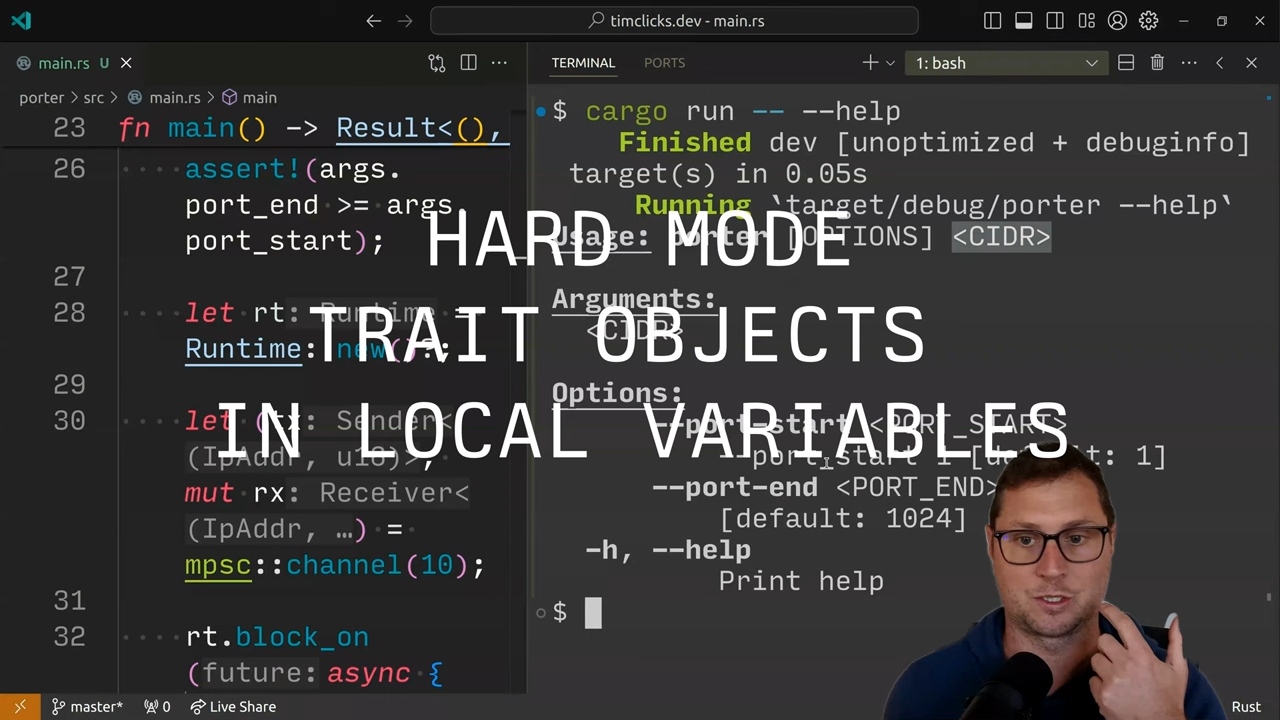 timclicks.dev - main.rs
main.rs U
TERMINAL PORTS
1: bash
porter > src > main.rs > main
23 fn main() -> Result<(),
26 assert!(args.
port_end >= args.
port_start);
27
28 let rt: Runtime =
Runtime::new()?;
29
30 let (tx: Sender<
(IpAddr, u16)>,
mut rx: Receiver<
(IpAddr, …) =
mpsc::channel(10);
31
32 rt.block_on
(future: async {
$ cargo run -- --help
Finished dev [unoptimized + debuginfo]
target(s) in 0.05s
Running `target/debug/porter --help`
Usage: porter [OPTIONS] <CIDR>
Arguments:
<CIDR>
Options:
--port-start <PORT_START>
--port-start 1 [default: 1]
--port-end <PORT_END>
[default: 1024]
-h, --help
Print help
$
HARD MODE
TRAIT OBJECTS
IN LOCAL VARIABLES
master* 0 Live Share
Rust